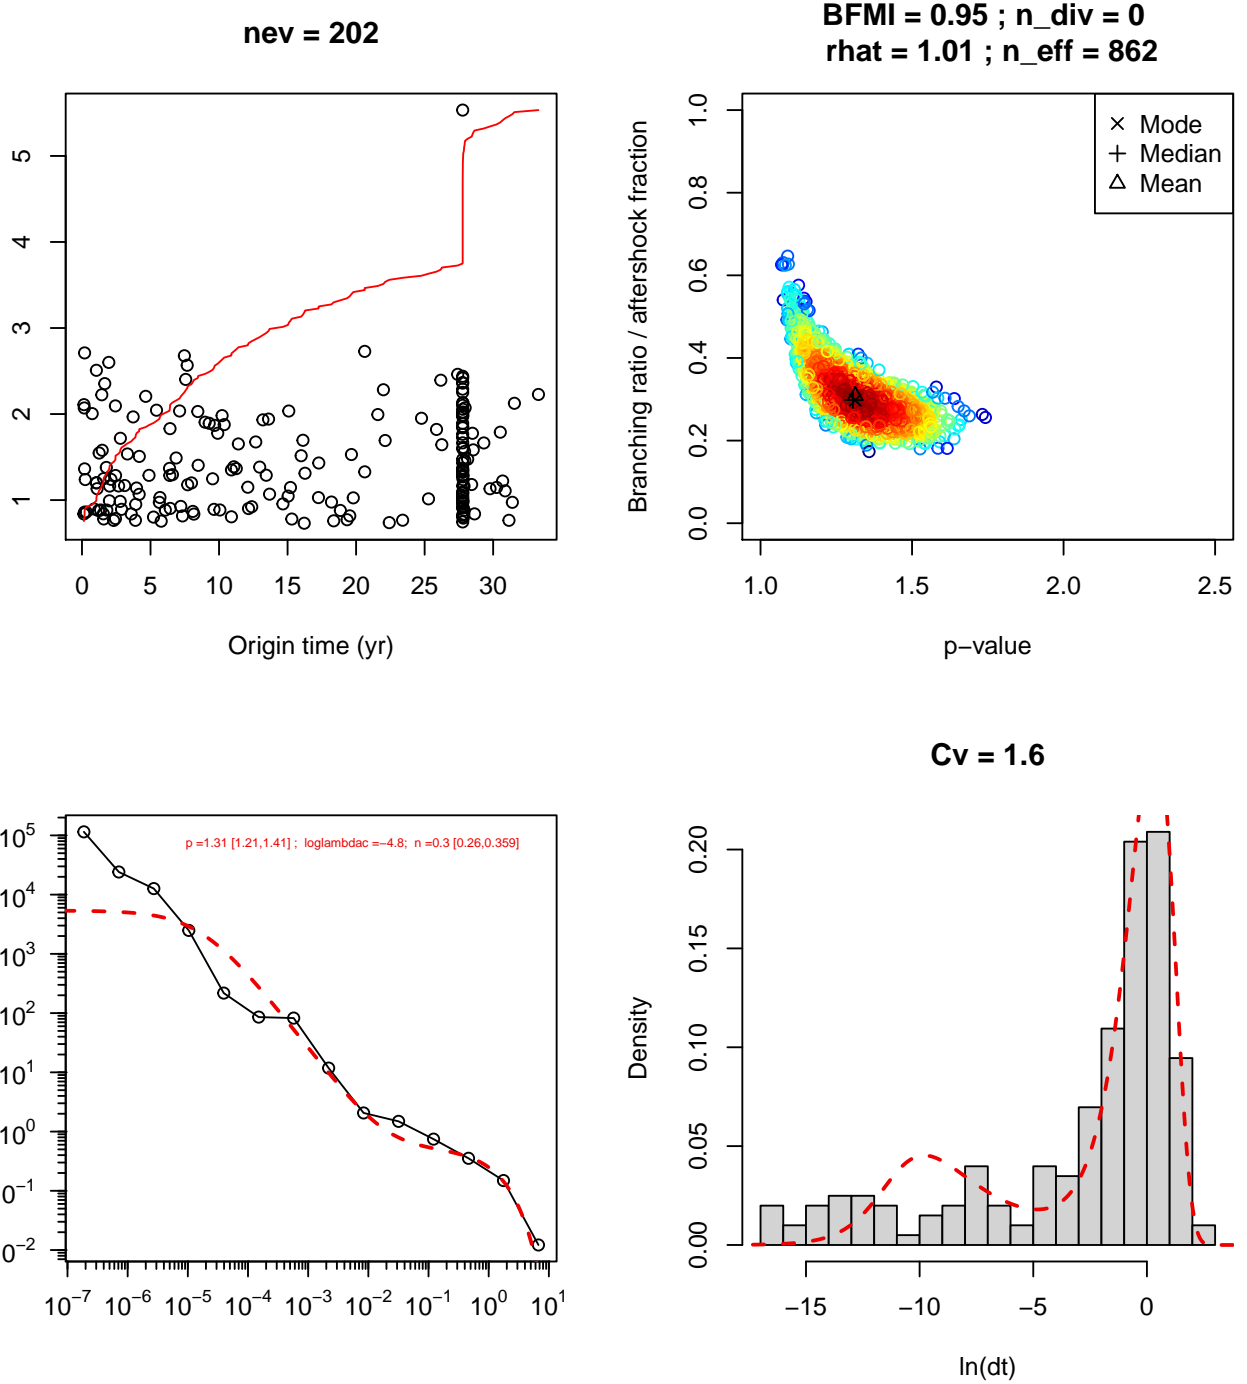 nev = 202
5
4
3
2
1
0 5 10 15 20 25 30
Origin time (yr)
BFMI = 0.95 ; n_div = 0
rhat = 1.01 ; n_eff = 862
Branching ratio / aftershock fraction
1.0
0.8
0.6
0.4
0.2
0.0
Mode
Median
Mean
1.0 1.5 2.0 2.5
p−value
p =1.31 [1.21,1.41] ; loglambdac =−4.8; n =0.3 [0.26,0.359]
10^5
10^4
10^3
10^2
10^1
10^0
10^−1
10^−2
10^−7 10^−6 10^−5 10^−4 10^−3 10^−2 10^−1 10^0 10^1
Cv = 1.6
Density
0.20
0.15
0.10
0.05
0.00
−15 −10 −5 0
ln(dt)